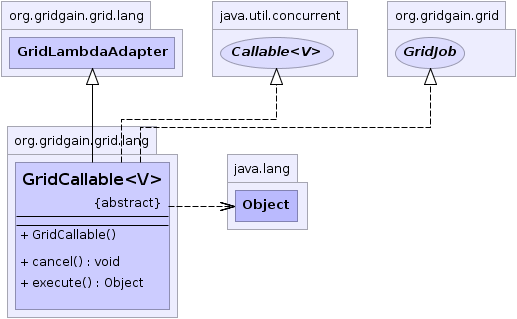 org.gridgain.grid.lang
GridLambdaAdapter
java.util.concurrent
Callable<V>
org.gridgain.grid
GridJob
org.gridgain.grid.lang
GridCallable<V>
{abstract}
+ GridCallable()
+ cancel() : void
+ execute() : Object
java.lang
Object